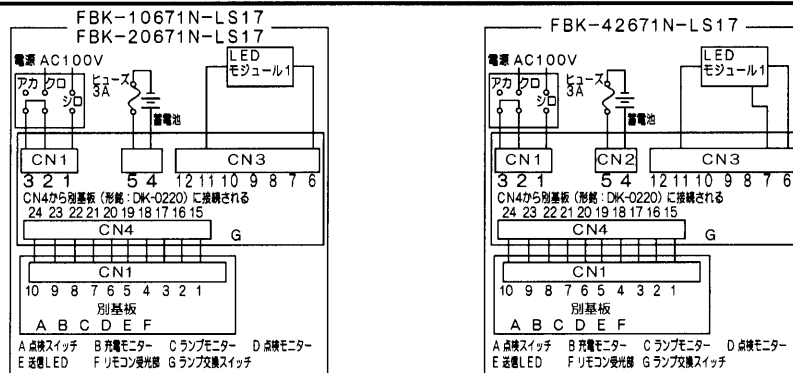 FBK-10671N-LS17
FBK-20671N-LS17
電源 AC100V
アカ クロ
シロ
ヒューズ
3A
蓄電池
LED
モジュール1
CN1
CN3
3 2 1
5 4
12 11 10 9 8 7 6
CN4から別基板(形銘:DIK-0220)に接続される
24 23 22 21 20 19 18 17 16 15
CN4
G
CN1
10 9 8 7 6 5 4 3 2 1
別基板
A B C D E F
A 点検スイッチ B 充電モニター C ランプモニター D 点検モニター
E 送信LED F リモコン受光部 G ランプ交換スイッチ
FBK-42671N-LS17
電源 AC100V
アカ クロ
シロ
ヒューズ
3A
蓄電池
LED
モジュール1
CN1
CN2
CN3
3 2 1
5 4
12 11 10 9 8 7 6
CN4から別基板(形銘:DIK-0220)に接続される
24 23 22 21 20 19 18 17 16 15
CN4
G
CN1
10 9 8 7 6 5 4 3 2 1
別基板
A B C D E F
A 点検スイッチ B 充電モニター C ランプモニター D 点検モニター
E 送信LED F リモコン受光部 G ランプ交換スイッチ